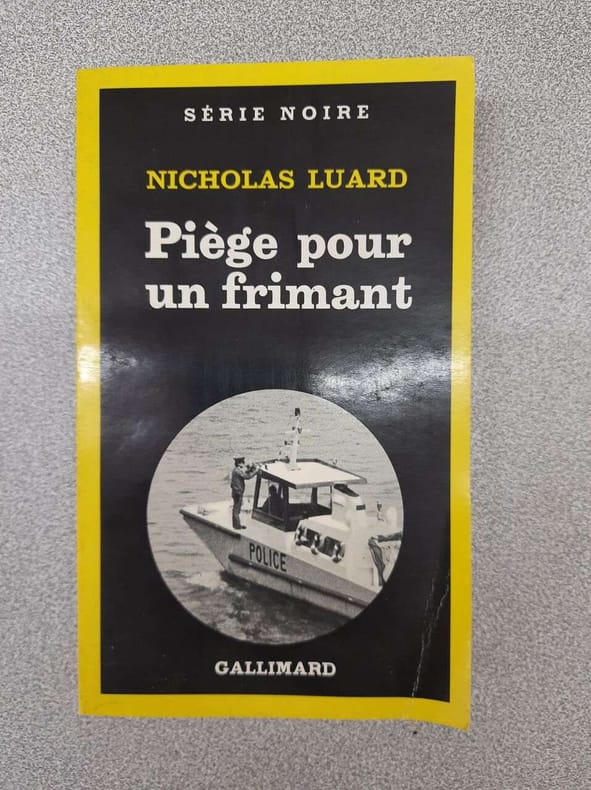 SÉRIE NOIRE
NICHOLAS LUARD
Piège pour
un frimant
POLICE
GALLIMARD